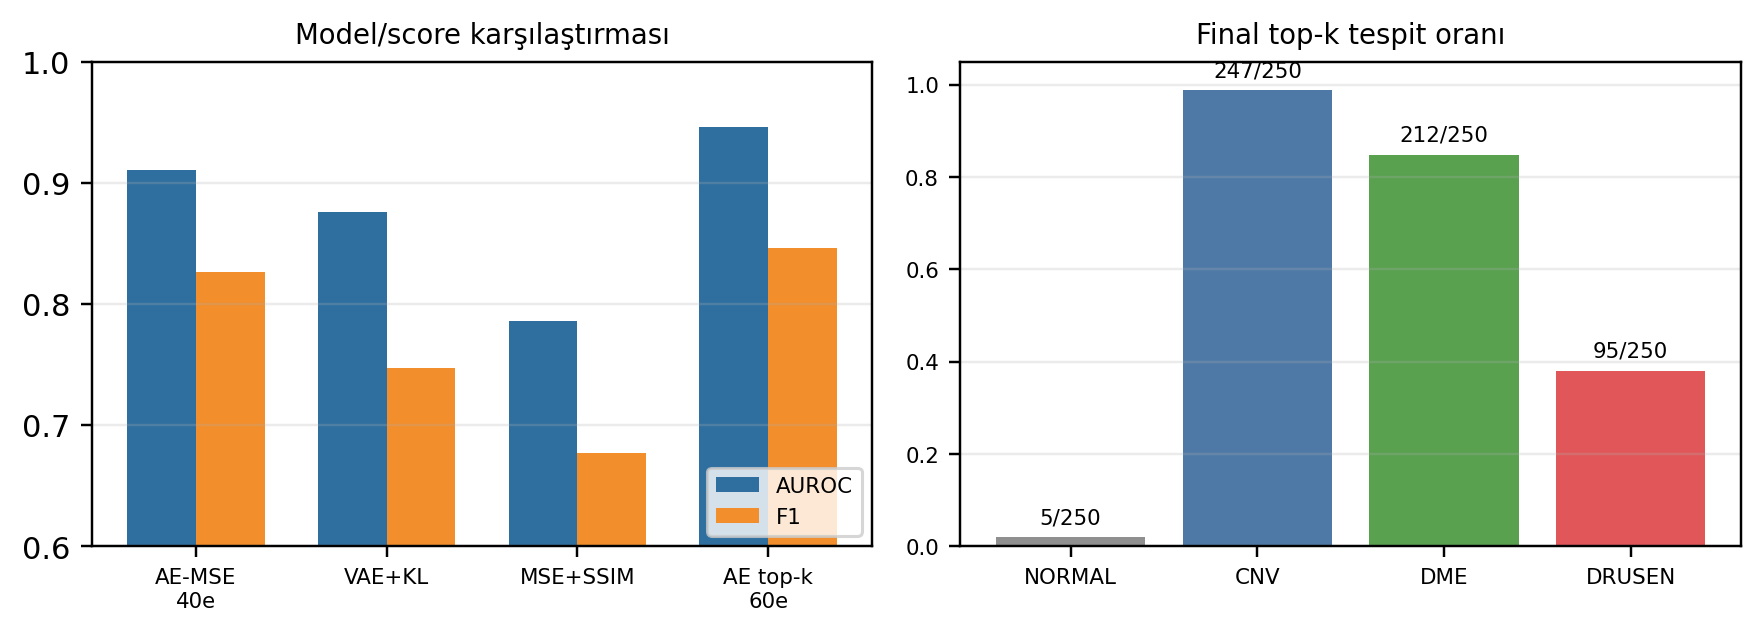 Model/score karşılaştırması
1.0
0.9
0.8
0.7
0.6
AUROC
F1
AE-MSE
40e
VAE+KL
MSE+SSIM
AE top-k
60e
Final top-k tespit oranı
1.0
0.8
0.6
0.4
0.2
0.0
5/250
247/250
212/250
95/250
NORMAL
CNV
DME
DRUSEN